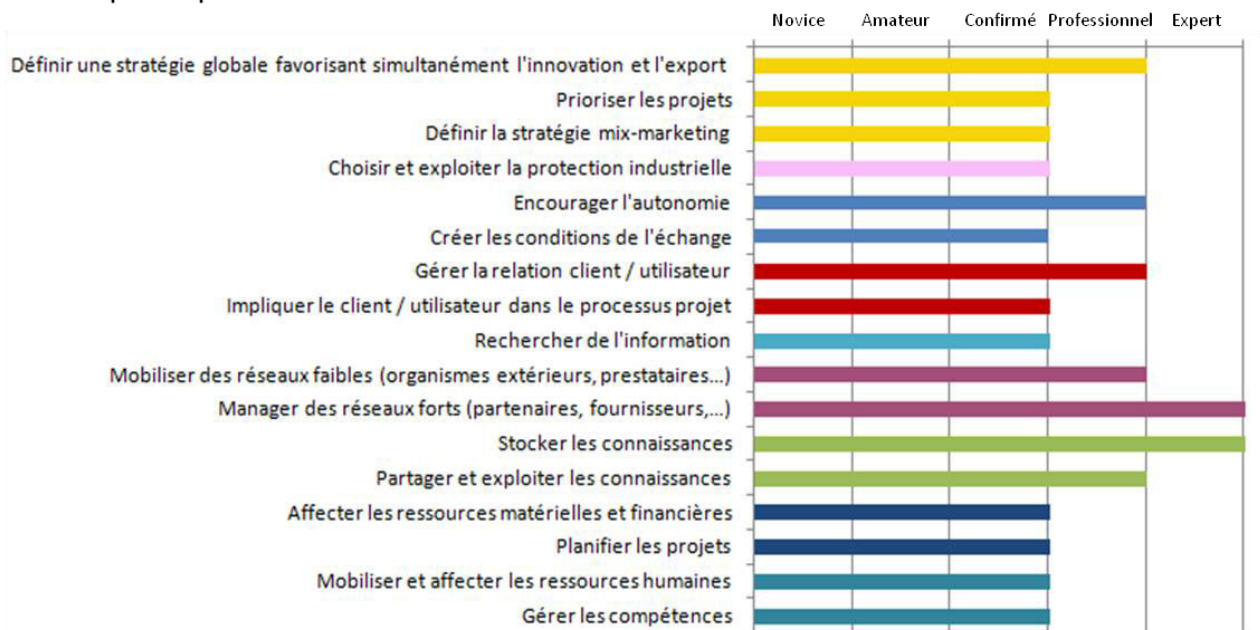 Novice Amateur Confirmé Professionnel Expert
Définir une stratégie globale favorisant simultanément l'innovation et l'export
Prioriser les projets
Définir la stratégie mix-marketing
Choisir et exploiter la protection industrielle
Encourager l'autonomie
Créer les conditions de l'échange
Gérer la relation client / utilisateur
Impliquer le client / utilisateur dans le processus projet
Rechercher de l'information
Mobiliser des réseaux faibles (organismes extérieurs, prestataires...)
Manager des réseaux forts (partenaires, fournisseurs,...)
Stocker les connaissances
Partager et exploiter les connaissances
Affecter les ressources matérielles et financières
Planifier les projets
Mobiliser et affecter les ressources humaines
Gérer les compétences